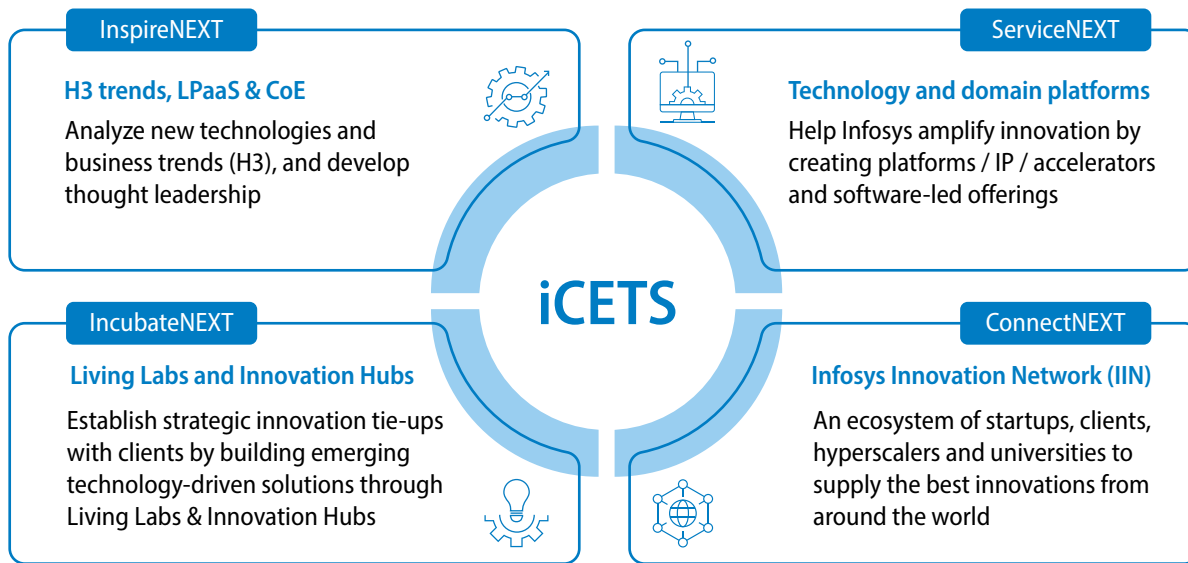 InspireNEXT
H3 trends, LPaaS & CoE
Analyze new technologies and
business trends (H3), and develop
thought leadership
ServiceNEXT
Technology and domain platforms
Help Infosys amplify innovation by
creating platforms / IP / accelerators
and software-led offerings
iCETS
IncubateNEXT
Living Labs and Innovation Hubs
Establish strategic innovation tie-ups
with clients by building emerging
technology-driven solutions through
Living Labs & Innovation Hubs
ConnectNEXT
Infosys Innovation Network (IIN)
An ecosystem of startups, clients,
hyperscalers and universities to
supply the best innovations from
around the world